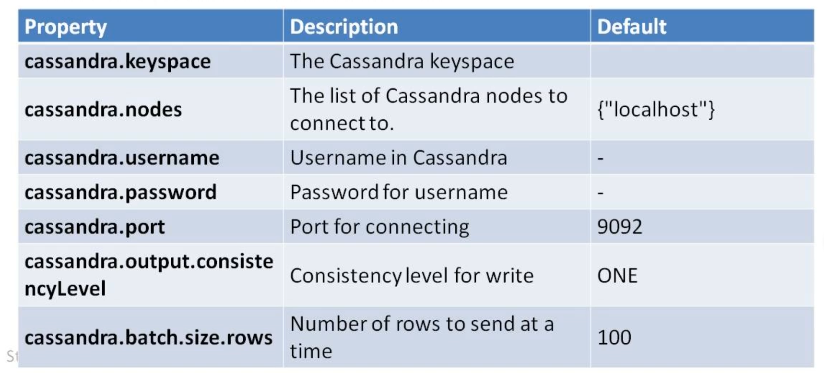 Property Description Default
cassandra.keyspace The Cassandra keyspace
cassandra.nodes The list of Cassandra nodes to connect to. {"localhost"}
cassandra.username Username in Cassandra -
cassandra.password Password for username -
cassandra.port Port for connecting 9092
cassandra.output.consiste
ncyLevel Consistency level for write ONE
cassandra.batch.size.rows Number of rows to send at a
time 100